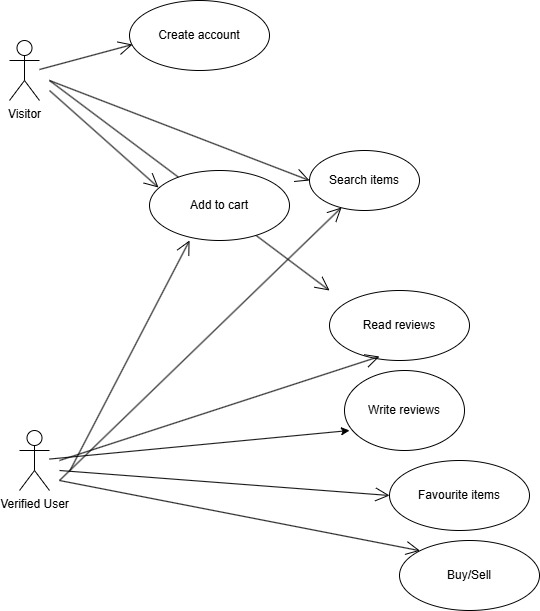 Create account
Visitor
Search items
Add to cart
Read reviews
Write reviews
Favourite items
Verified User
Buy/Sell